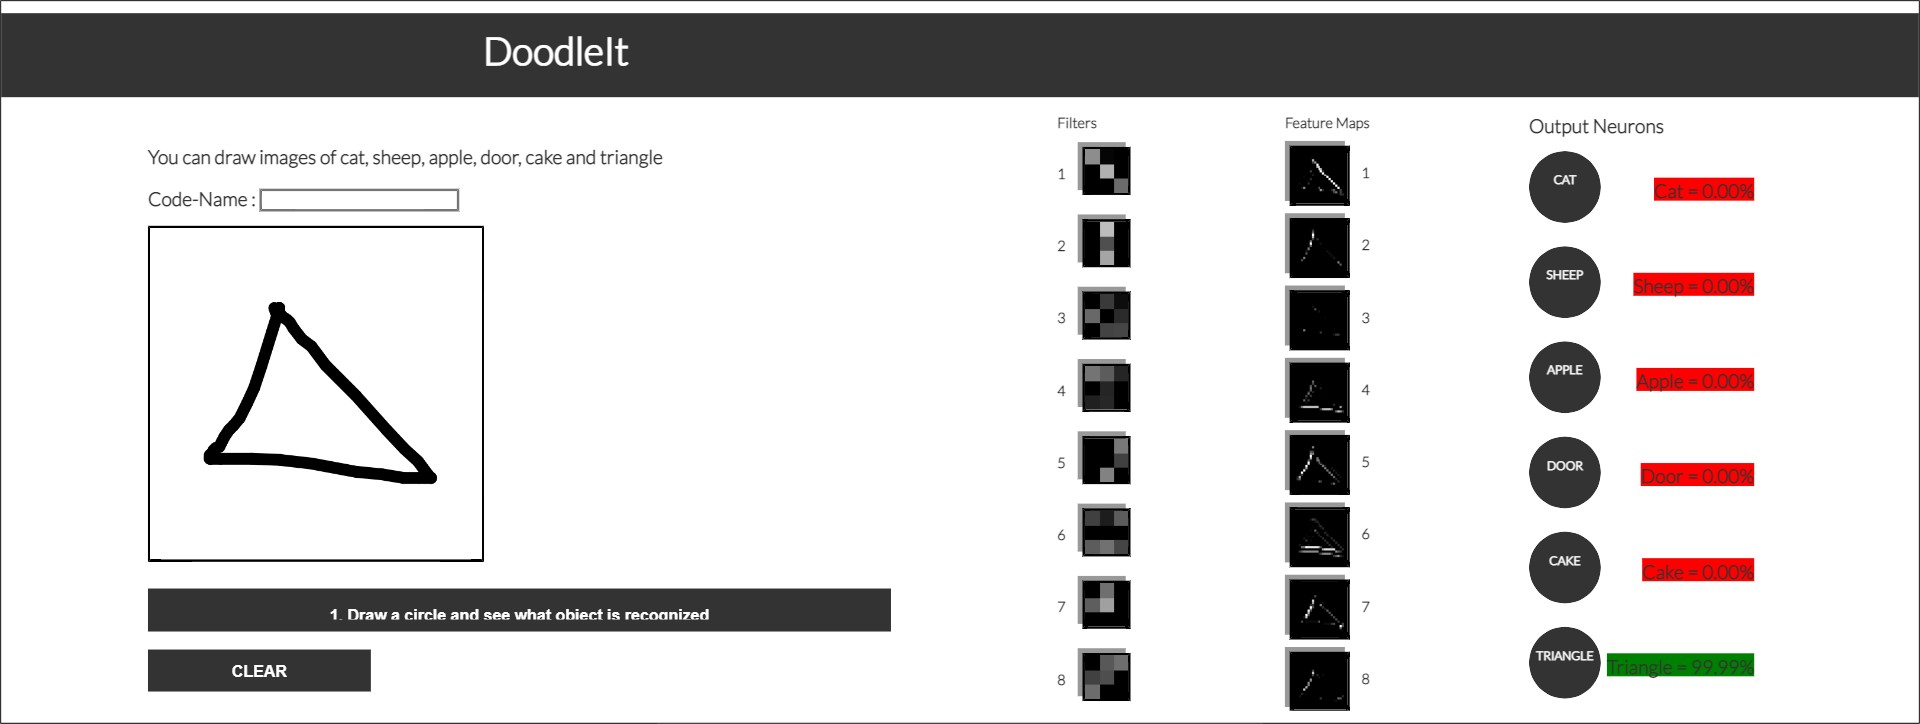 DoodleIt
You can draw images of cat, sheep, apple, door, cake and triangle
Code-Name :
1. Draw a circle and see what object is recognized
CLEAR
Filters
1
2
3
4
5
6
7
8
Feature Maps
1
2
3
4
5
6
7
8
Output Neurons
CAT
Cat = 0.00%
SHEEP
Sheep = 0.00%
APPLE
Apple = 0.00%
DOOR
Door = 0.00%
CAKE
Cake = 0.00%
TRIANGLE
Triangle = 99.99%